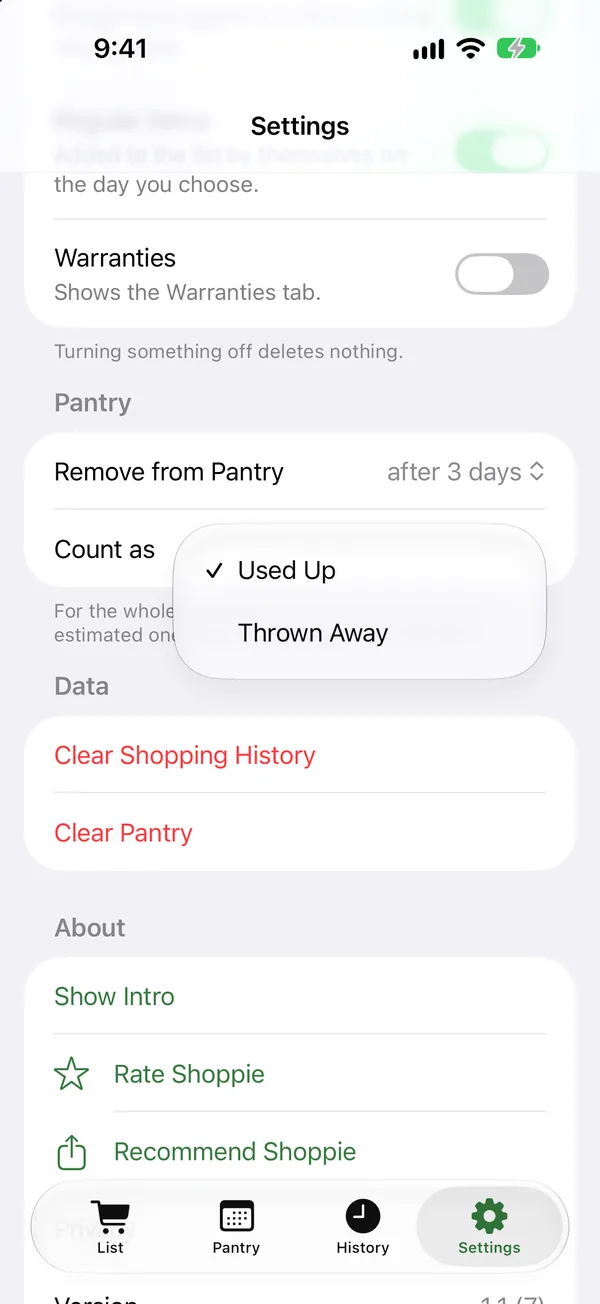 9:41
Settings
the day you choose.
Warranties
Shows the Warranties tab.
Turning something off deletes nothing.
Pantry
Remove from Pantry after 3 days
Count as
Used Up
Thrown Away
For the whole
estimated
Data
Clear Shopping History
Clear Pantry
About
Show Intro
Rate Shoppie
Recommend Shoppie
List
Pantry
History
Settings